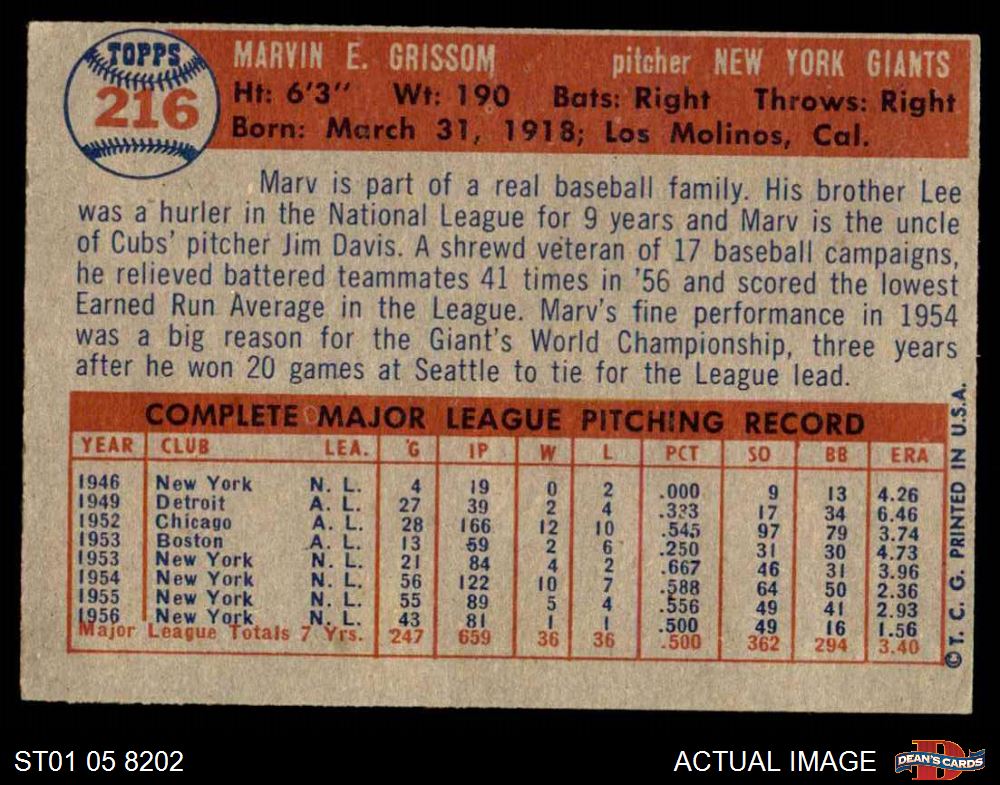 TOPPS
216
MARVIN E. GRISSOM pitcher NEW YORK GIANTS
Ht: 6'3" Wt: 190 Bats: Right Throws: Right
Born: March 31, 1918; Los Molinos, Cal.
Marv is part of a real baseball family. His brother Lee
was a hurler in the National League for 9 years and Marv is the uncle
of Cubs' pitcher Jim Davis. A shrewd veteran of 17 baseball campaigns,
he relieved battered teammates 41 times in '56 and scored the lowest
Earned Run Average in the League. Marv's fine performance in 1954
was a big reason for the Giant's World Championship, three years
after he won 20 games at Seattle to tie for the League lead.
COMPLETE MAJOR LEAGUE PITCHING RECORD
YEAR CLUB LEA. G IP W L PCT SO BB ERA
1946 New York N. L. 4 19 0 2 .000 9 13 4.26
1949 Detroit A. L. 27 39 2 4 .333 17 34 6.46
1952 Chicago A. L. 28 166 12 10 .545 97 79 3.74
1953 Boston A. L. 13 59 2 6 .250 31 30 4.73
1953 New York N. L. 21 84 4 2 .667 46 31 3.96
1954 New York N. L. 56 122 10 7 .588 64 50 2.36
1955 New York N. L. 55 89 5 4 .556 49 41 2.93
1956 New York N. L. 43 81 1 1 .500 49 16 1.56
Major League Totals 7 Yrs. 247 659 36 36 .500 362 294 3.40
© T. C. G. PRINTED IN U.S.A.
ST01 05 8202
ACTUAL IMAGE
D
DEAN'S CARDS